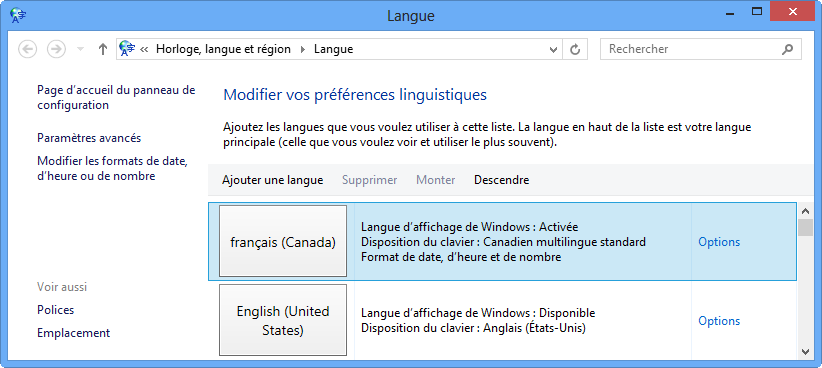 Langue
« Horloge, langue et région ▸ Langue
Rechercher
Page d'accueil du panneau de
configuration
Paramètres avancés
Modifier les formats de date,
d'heure ou de nombre
Voir aussi
Polices
Emplacement
Modifier vos préférences linguistiques
Ajoutez les langues que vous voulez utiliser à cette liste. La langue en haut de la liste est votre langue
principale (celle que vous voulez voir et utiliser le plus souvent).
Ajouter une langue Supprimer Monter Descendre
français (Canada)
Langue d'affichage de Windows : Activée
Disposition du clavier : Canadien multilingue standard
Format de date, d'heure et de nombre
Options
English (United
States)
Langue d'affichage de Windows : Disponible
Disposition du clavier : Anglais (États-Unis)
Options